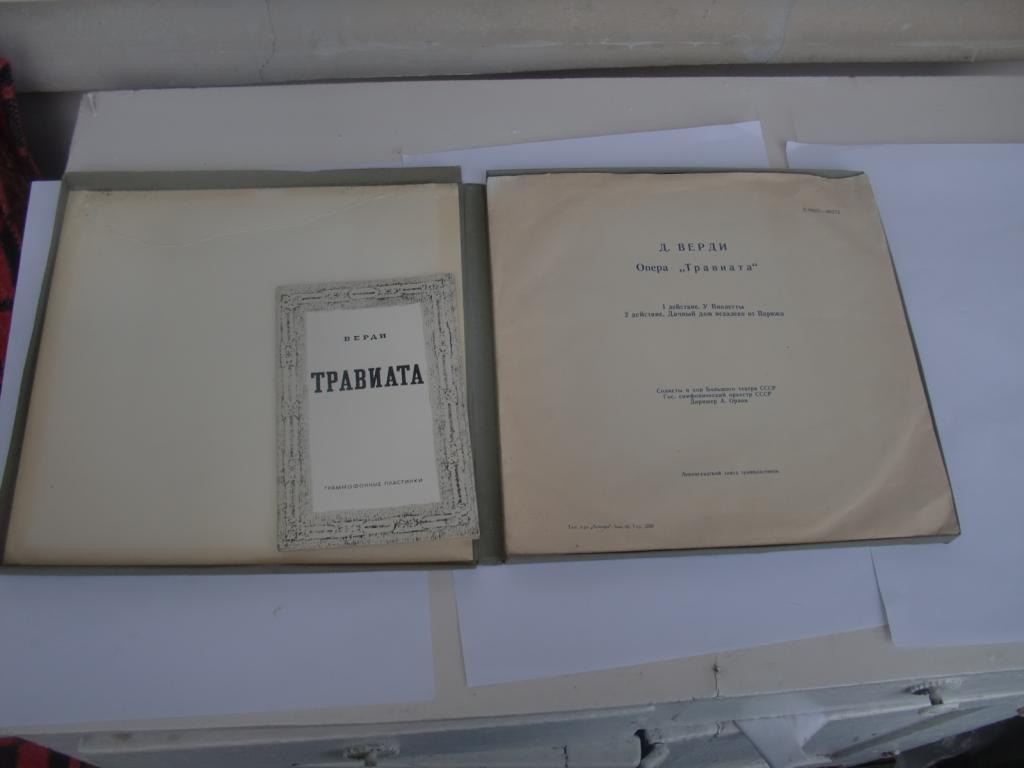 ВЕРДИ
ТРАВИАТА
ГРАММОФОННЫЕ ПЛАСТИНКИ
Д. ВЕРДИ
Опера „Травиата“
1 действие. У Виолетты
2 действие. Дачный дом недалеко от Парижа
Солисты и хор Большого театра СССР
Гос. симфонический оркестр СССР
Дирижер А. Орлов
Ленинградский завод грампластинок